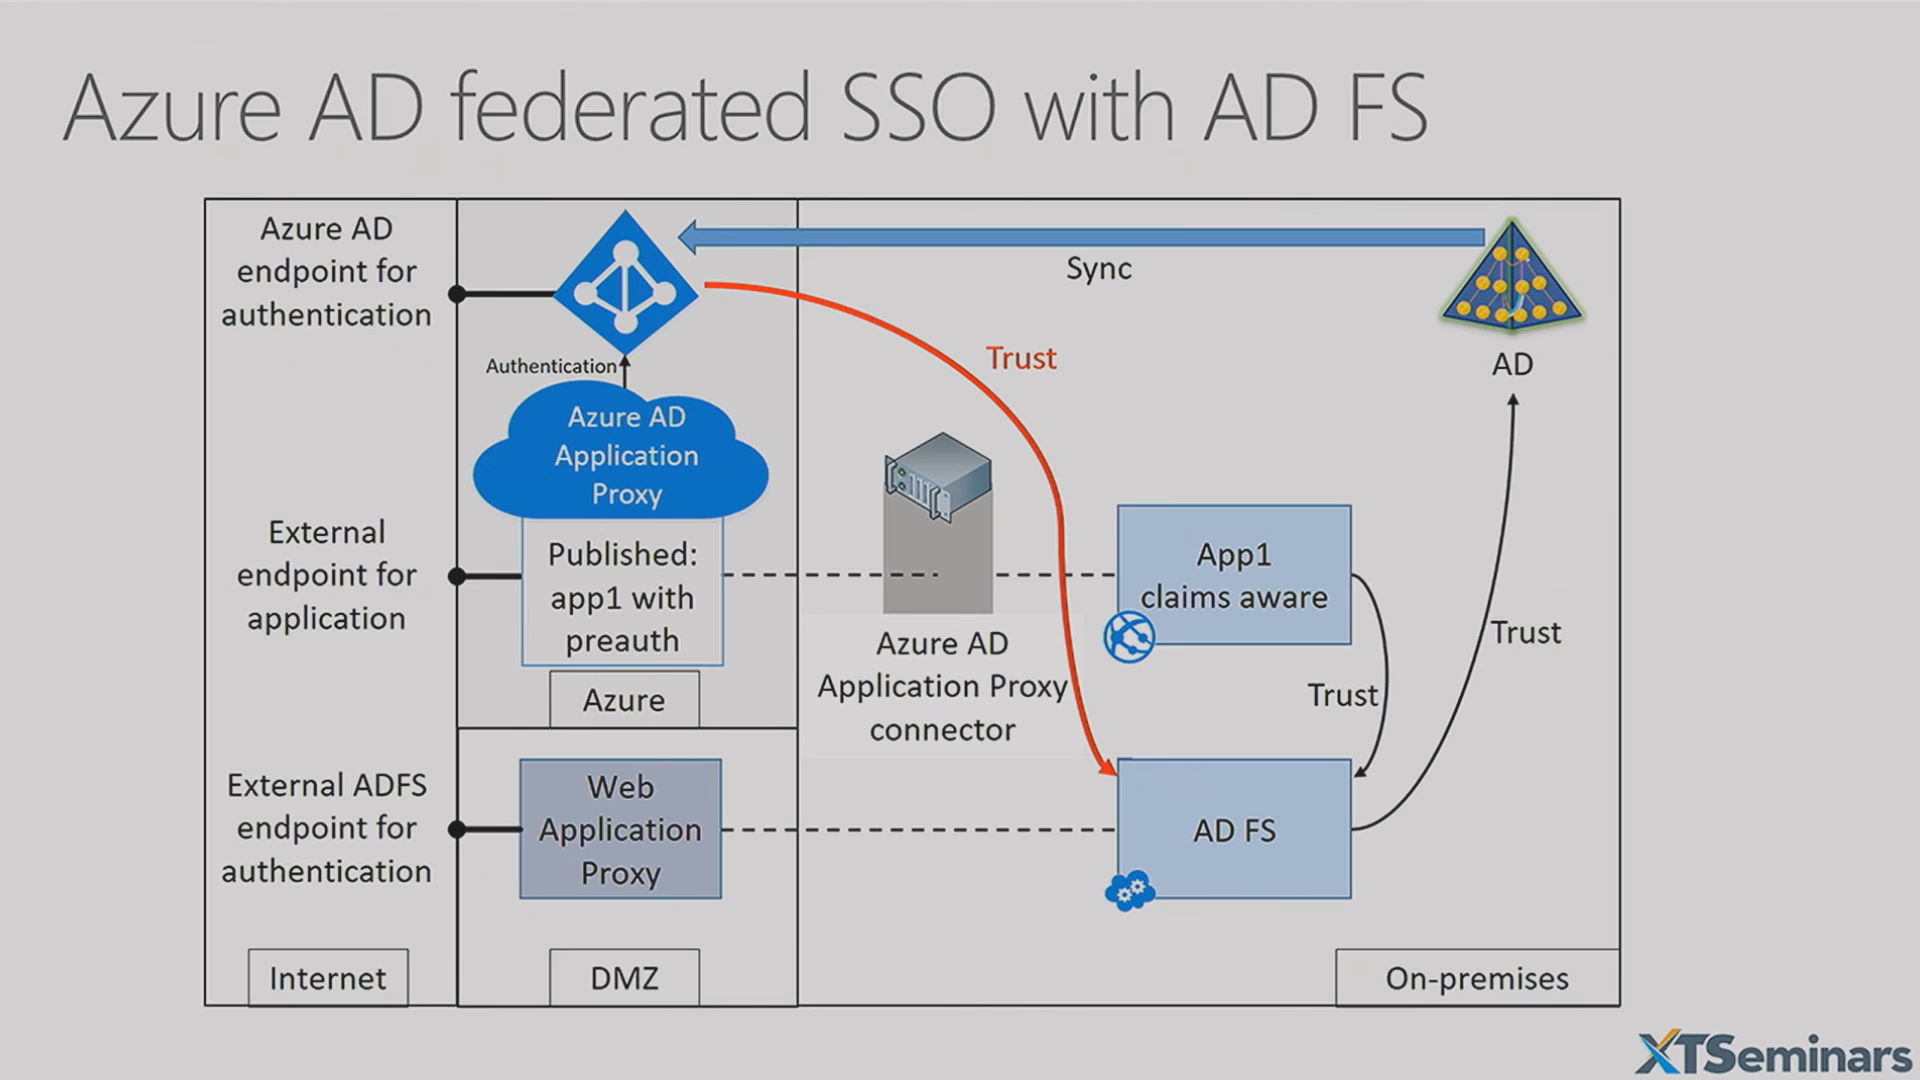 Azure AD federated SSO with AD FS
Azure AD
endpoint for
authentication
Sync
Trust
AD
Authentication
Azure AD
Application
Proxy
External
endpoint for
application
Published:
app1 with
preauth
App1
claims aware
Azure AD
Application Proxy
connector
Trust
Trust
Azure
External ADFS
endpoint for
authentication
Web
Application
Proxy
AD FS
Internet
DMZ
On-premises
XTSeminars